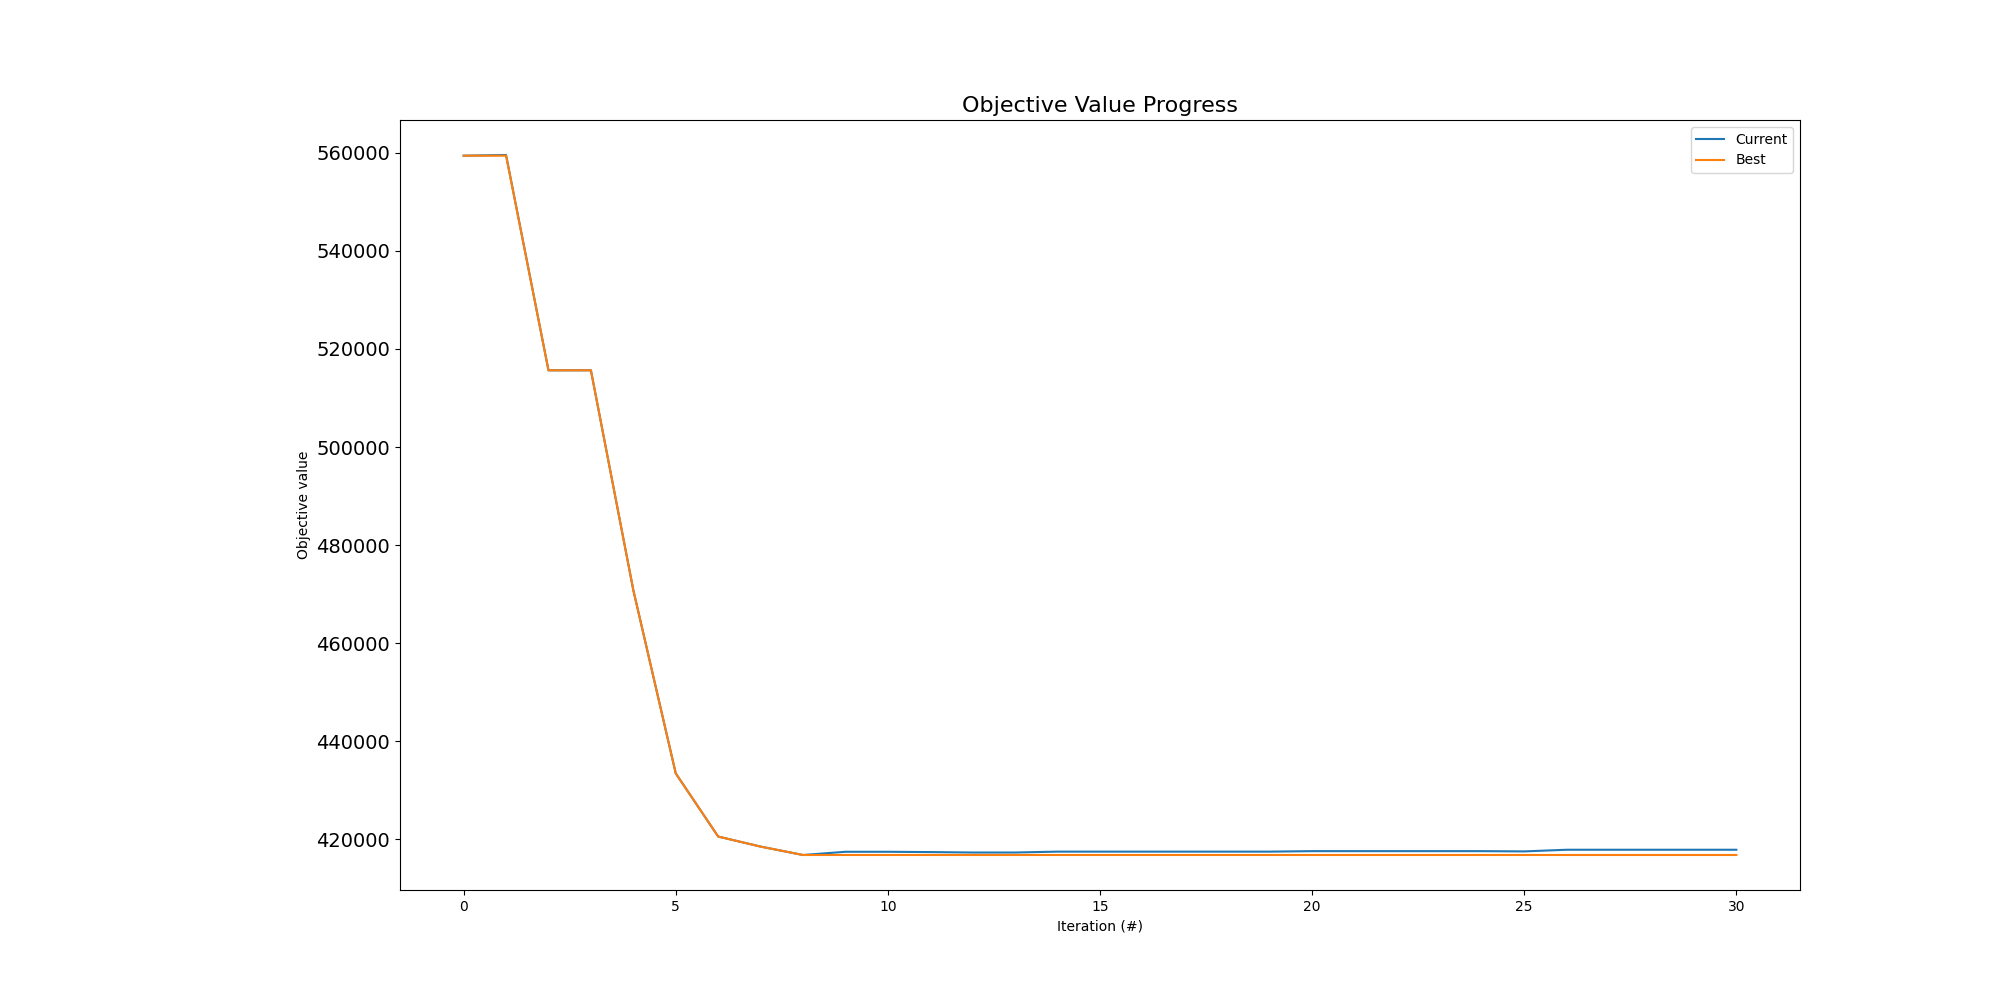 Objective Value Progress
Current
Best
560000
540000
520000
500000
480000
460000
440000
420000
Objective value
0 5 10 15 20 25 30
Iteration (#)